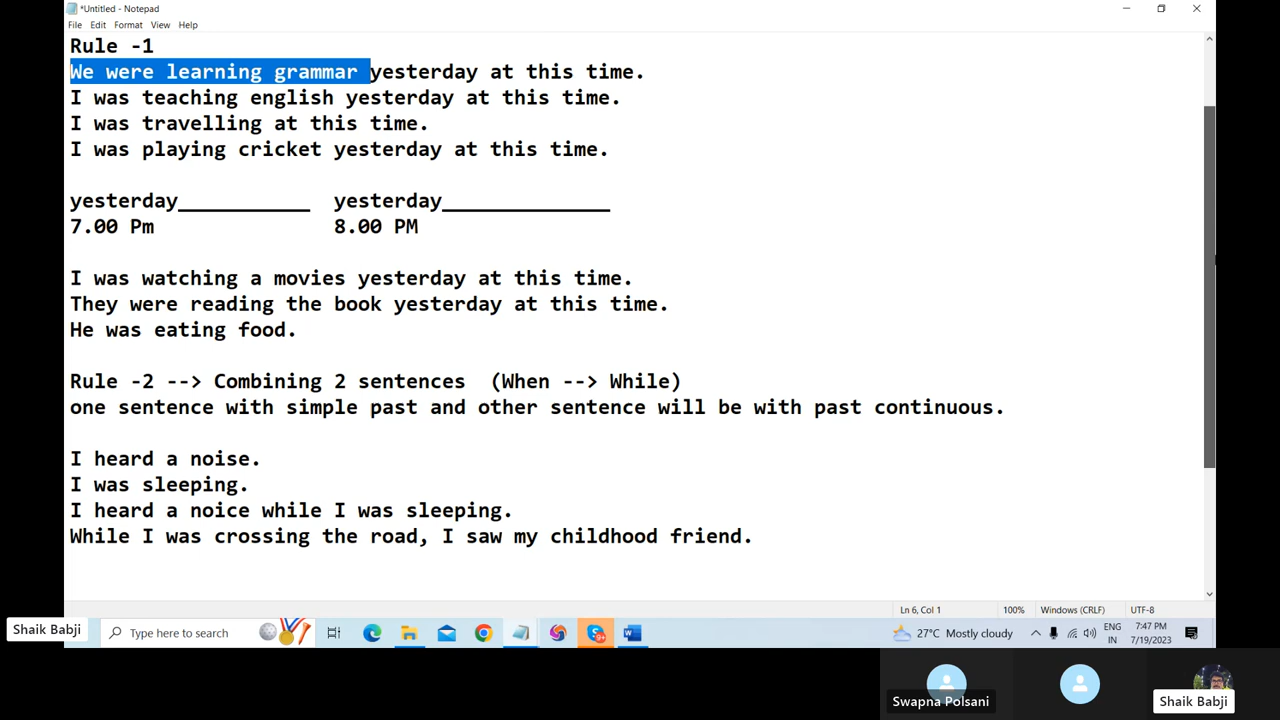 *Untitled - Notepad
File Edit Format View Help
Rule -1
We were learning grammar yesterday at this time.
I was teaching english yesterday at this time.
I was travelling at this time.
I was playing cricket yesterday at this time.
yesterday___________ yesterday______________
7.00 Pm 8.00 PM
I was watching a movies yesterday at this time.
They were reading the book yesterday at this time.
He was eating food.
Rule -2 --> Combining 2 sentences (When --> While)
one sentence with simple past and other sentence will be with past continuous.
I heard a noise.
I was sleeping.
I heard a noice while I was sleeping.
While I was crossing the road, I saw my childhood friend.
Ln 6, Col 1 100% Windows (CRLF) UTF-8
Shaik Babji Type here to search 27°C Mostly cloudy ENG IN 7:47 PM 7/19/2023
Swapna Polsani Shaik Babji